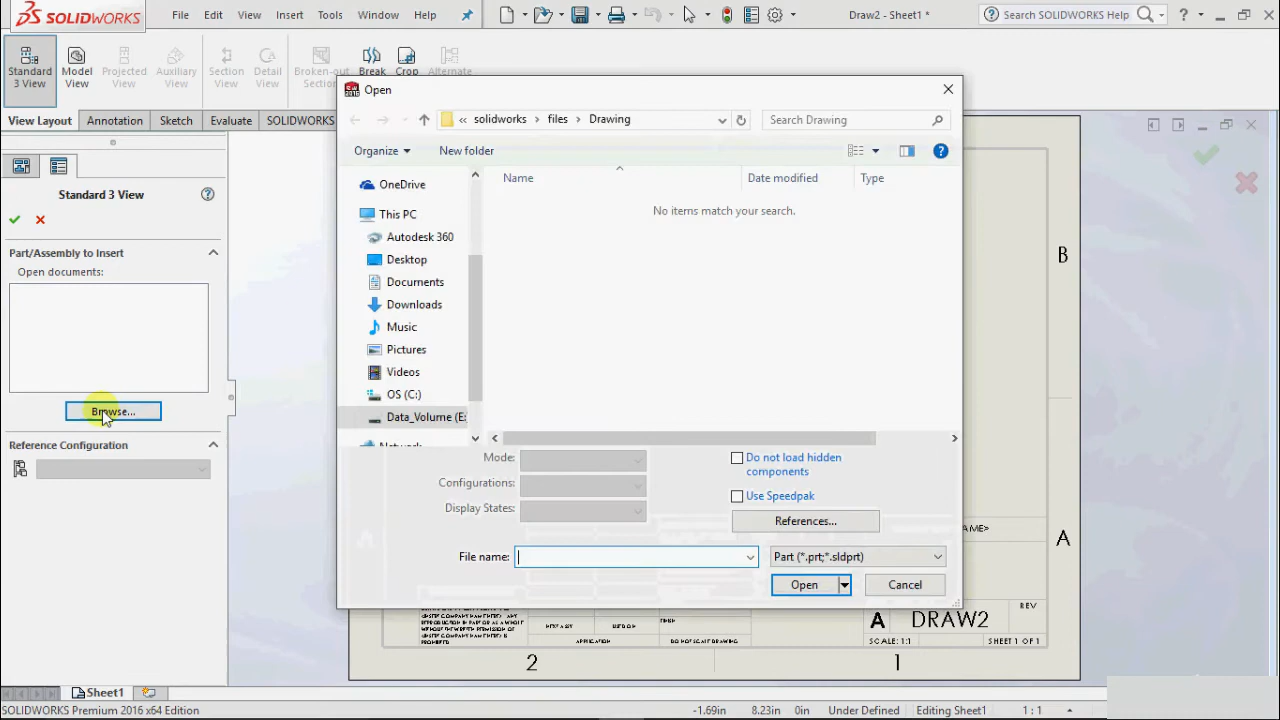 SOLIDWORKS
File Edit View Insert Tools Window Help
Draw2 - Sheet1 *
Search SOLIDWORKS Help
Standard 3 View
Model View
Projected View
Auxiliary View
Section View
Detail View
Broken-out Section
Break
Crop
Alternate
View Layout Annotation Sketch Evaluate SOLIDWORKS
Standard 3 View
Part/Assembly to Insert
Open documents:
Browse...
Reference Configuration
Open
« solidworks › files › Drawing
Search Drawing
Organize New folder
Name Date modified Type
No items match your search.
OneDrive
This PC
Autodesk 360
Desktop
Documents
Downloads
Music
Pictures
Videos
OS (C:)
Data_Volume (E:
Network
Mode:
Configurations:
Display States:
Do not load hidden components
Use Speedpak
References...
File name:
Part (*.prt;*.sldprt)
Open Cancel
B
A
A DRAW2
REV
SCALE: 1:1 SHEET 1 OF 1
APPLICATION
DO NOT SCALE DRAWING
2 1
Sheet1
SOLIDWORKS Premium 2016 x64 Edition
-1.69in 8.23in 0in Under Defined Editing Sheet1 1 : 1